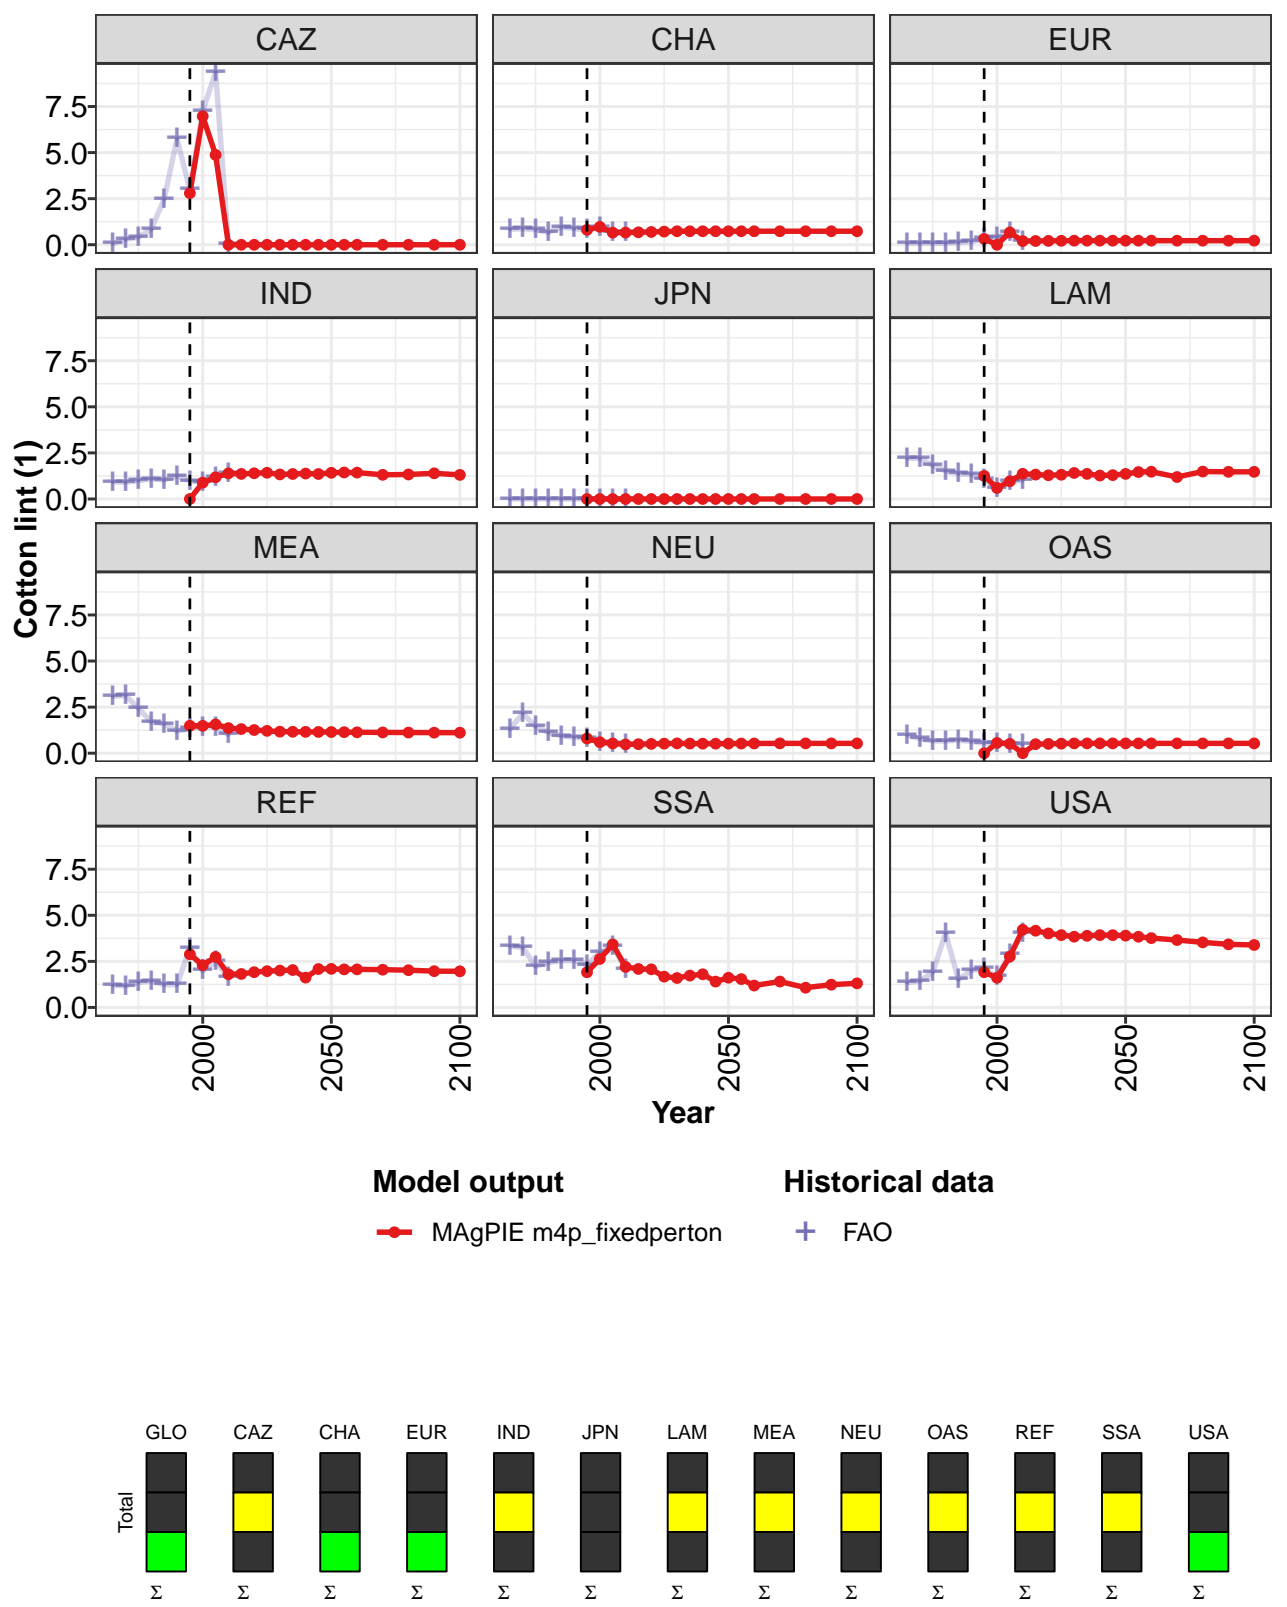 CAZ CHA EUR
7.5
5.0
2.5
0.0
IND JPN LAM
7.5
5.0
2.5
0.0
MEA NEU OAS
7.5
5.0
2.5
0.0
REF SSA USA
7.5
5.0
2.5
0.0
Cotton lint (1)
2000 2050 2100 2000 2050 2100 2000 2050 2100
Year
Model output Historical data
MAgPIE m4p_fixedperton FAO
GLO CAZ CHA EUR IND JPN LAM MEA NEU OAS REF SSA USA
Total
Σ Σ Σ Σ Σ Σ Σ Σ Σ Σ Σ Σ Σ